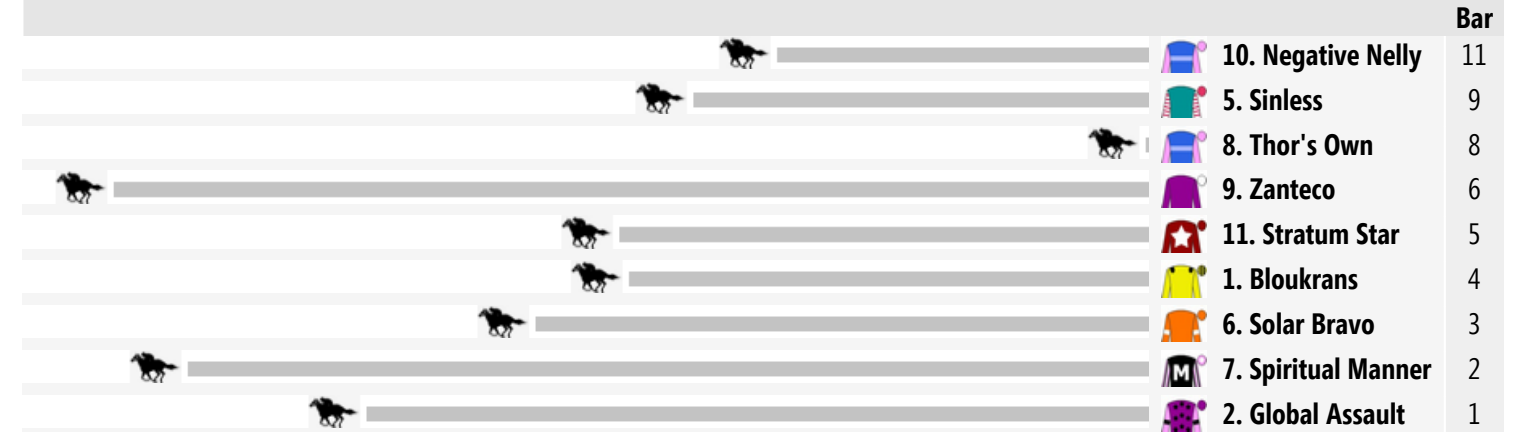 Bar
10. Negative Nelly 11
5. Sinless 9
8. Thor's Own 8
9. Zanteco 6
11. Stratum Star 5
1. Bloukrans 4
6. Solar Bravo 3
M 7. Spiritual Manner 2
2. Global Assault 1